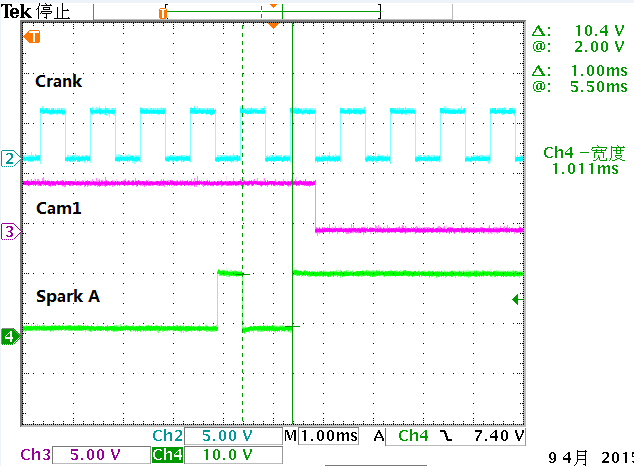 Tek 停止
T
T
Δ: 10.4 V
@: 2.00 V
Δ: 1.00ms
@: 5.50ms
Crank
2
Ch4 -宽度
1.011ms
Cam1
3
Spark A
4
Ch2 5.00 V M 1.00ms A Ch4 7.40 V
Ch3 5.00 V Ch4 10.0 V
9 4月 2015